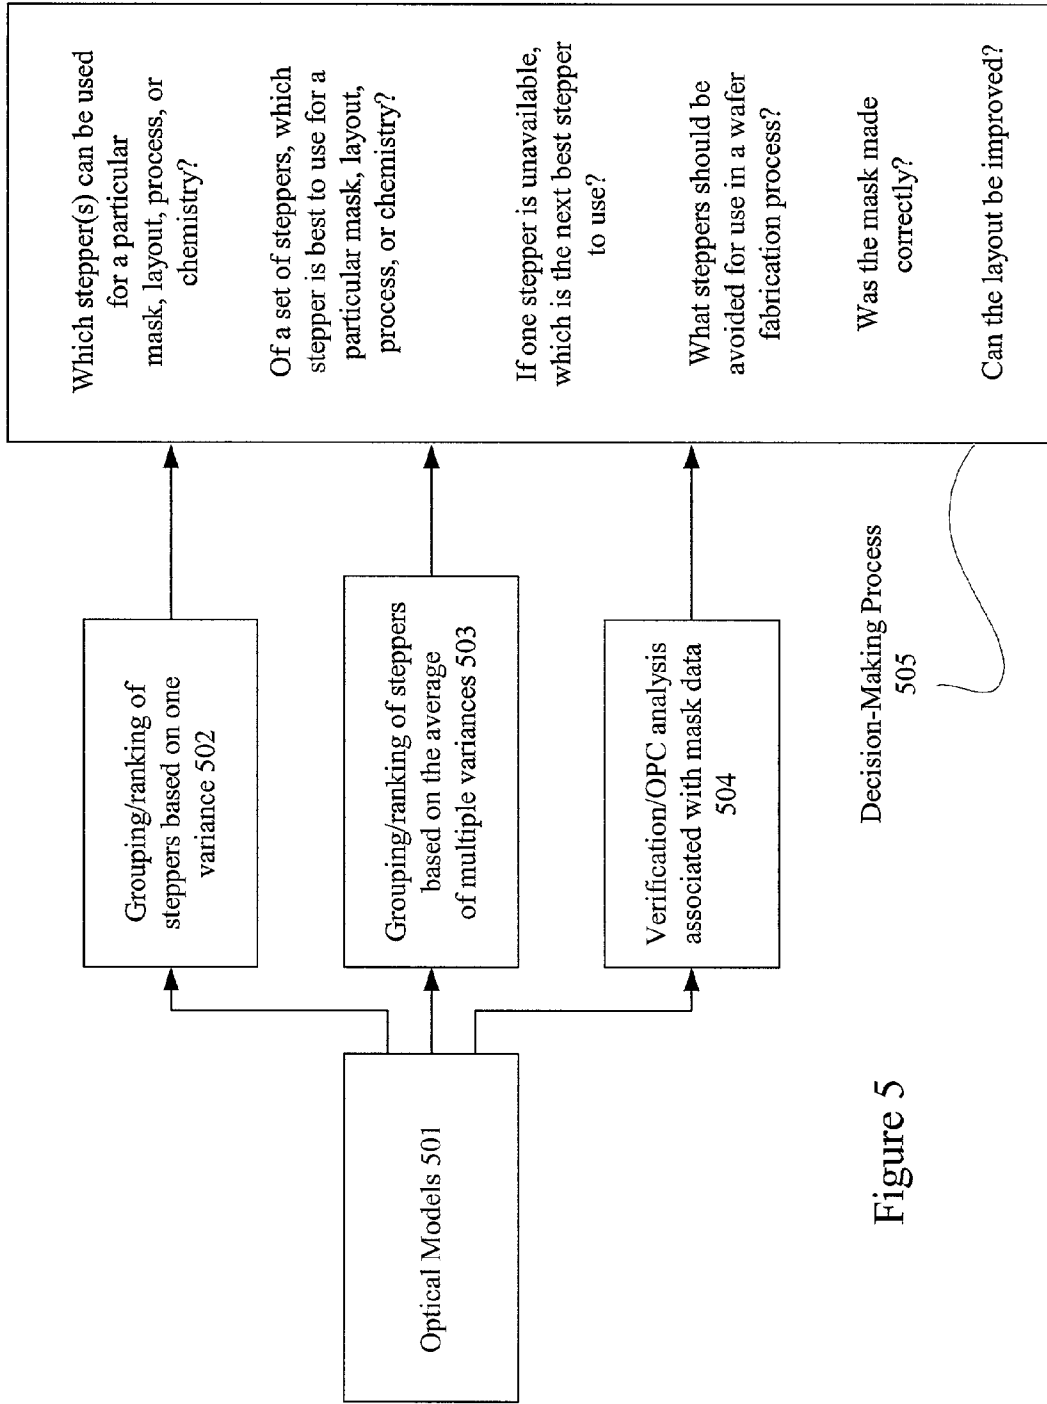 Optical Models 501
Grouping/ranking of
steppers based on one
variance 502
Grouping/ranking of steppers
based on the average
of multiple variances 503
Verification/OPC analysis
associated with mask data
504
Which stepper(s) can be used
for a particular
mask, layout, process, or
chemistry?
Of a set of steppers, which
stepper is best to use for a
particular mask, layout,
process, or chemistry?
If one stepper is unavailable,
which is the next best stepper
to use?
What steppers should be
avoided for use in a wafer
fabrication process?
Was the mask made
correctly?
Can the layout be improved?
Decision-Making Process
505
Figure 5